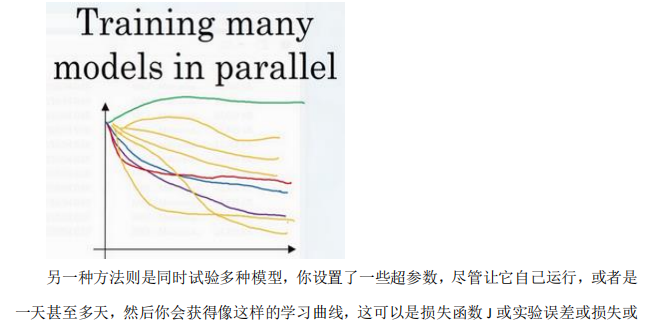 Training many
models in parallel
另一种方法则是同时试验多种模型，你设置了一些超参数，尽管让它自己运行，或者是
一天甚至多天，然后你会获得像这样的学习曲线，这可以是损失函数 J 或实验误差或损失或